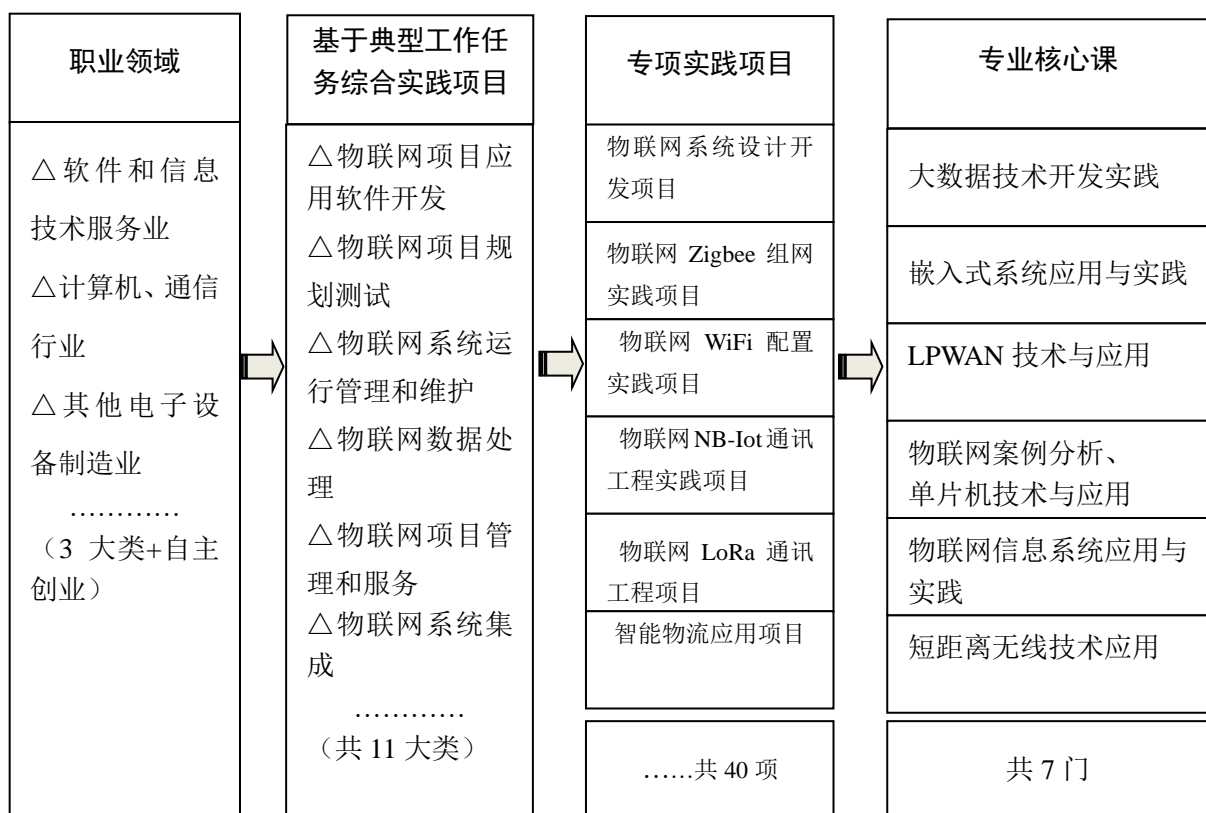 职业领域
△软件和信息
技术服务业
△计算机、通信
行业
△其他电子设
备制造业
…………
（3 大类+自主
创业）
基于典型工作任
务综合实践项目
△物联网项目应
用软件开发
△物联网项目规
划测试
△物联网系统运
行管理和维护
△物联网数据处
理
△物联网项目管
理和服务
△物联网系统集
成
…………
（共 11 大类）
专项实践项目
物联网系统设计开
发项目
物联网 Zigbee 组网
实践项目
物联网 WiFi 配置
实践项目
物联网NB-Iot通讯
工程实践项目
物联网 LoRa 通讯
工程项目
智能物流应用项目
……共 40 项
专业核心课
大数据技术开发实践
嵌入式系统应用与实践
LPWAN 技术与应用
物联网案例分析、
单片机技术与应用
物联网信息系统应用与
实践
短距离无线技术应用
共 7 门